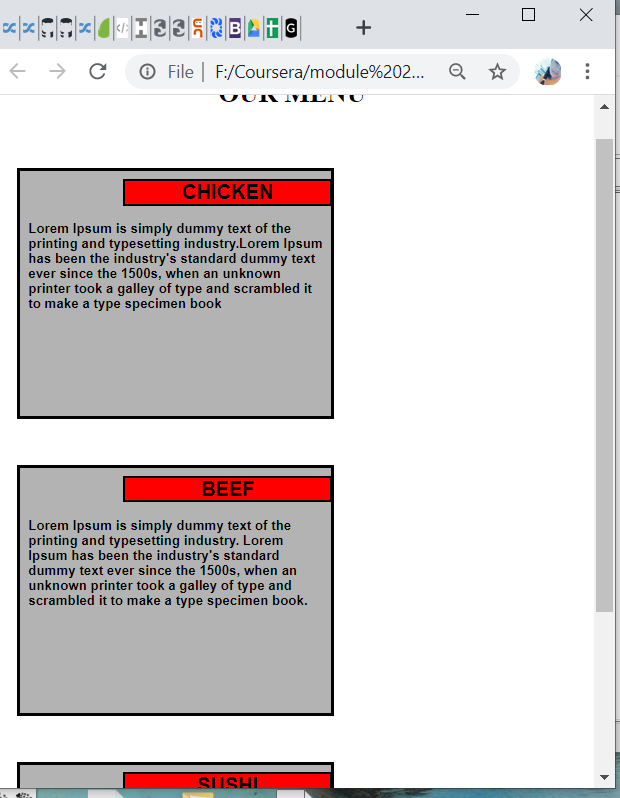 File
F:/Coursera/module%202...
OUR MENU
CHICKEN
Lorem Ipsum is simply dummy text of the
printing and typesetting industry.Lorem Ipsum
has been the industry's standard dummy text
ever since the 1500s, when an unknown
printer took a galley of type and scrambled it
to make a type specimen book
BEEF
Lorem Ipsum is simply dummy text of the
printing and typesetting industry. Lorem
Ipsum has been the industry's standard
dummy text ever since the 1500s, when an
unknown printer took a galley of type and
scrambled it to make a type specimen book.
SUSHI